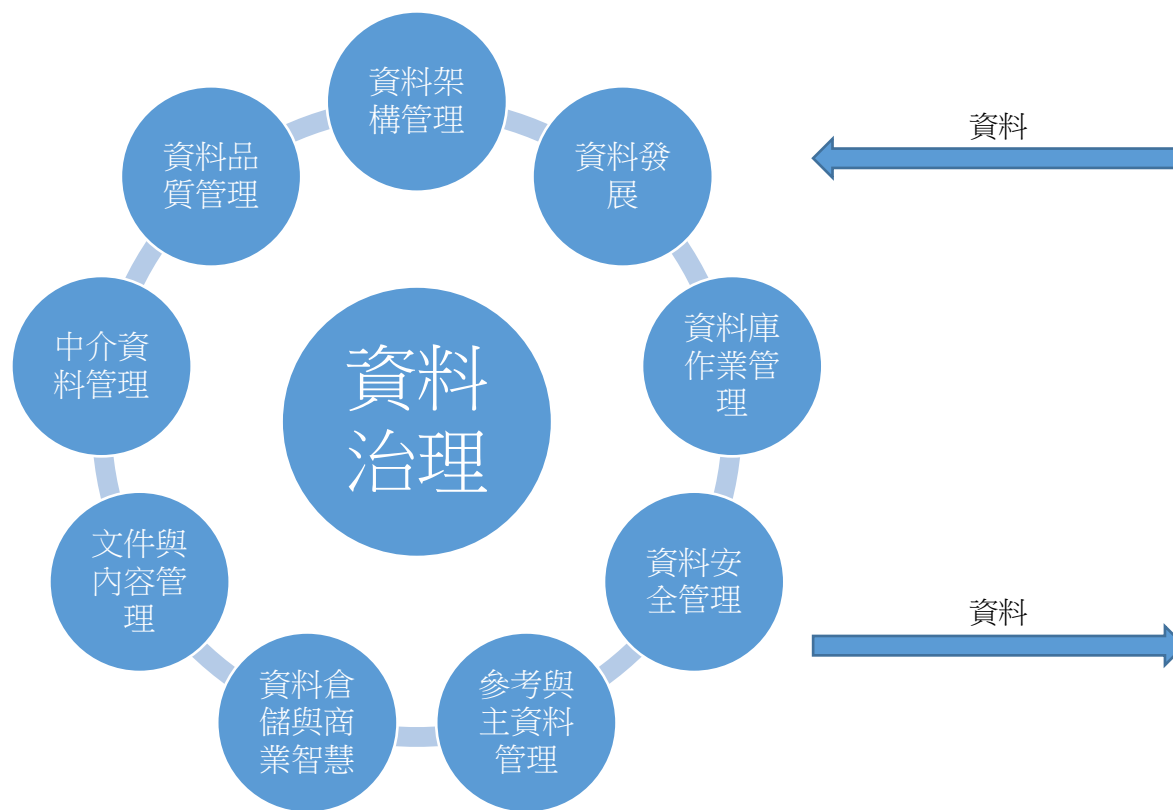 資料架
構管理
資料發
展
資料庫
作業管
理
資料安
全管理
參考與
主資料
管理
資料倉
儲與商
業智慧
文件與
內容管
理
中介資
料管理
資料品
質管理
資料
治理
資料
資料